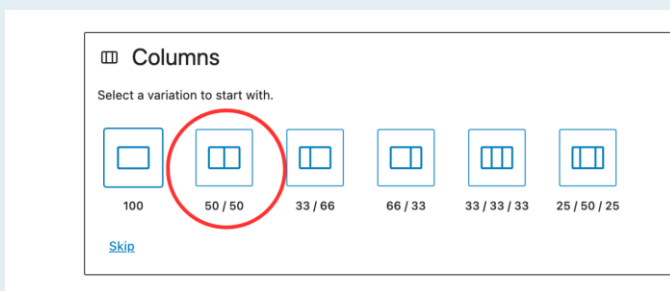 Columns
Select a variation to start with.
100
50 / 50
33 / 66
66 / 33
33 / 33 / 33
25 / 50 / 25
Skip